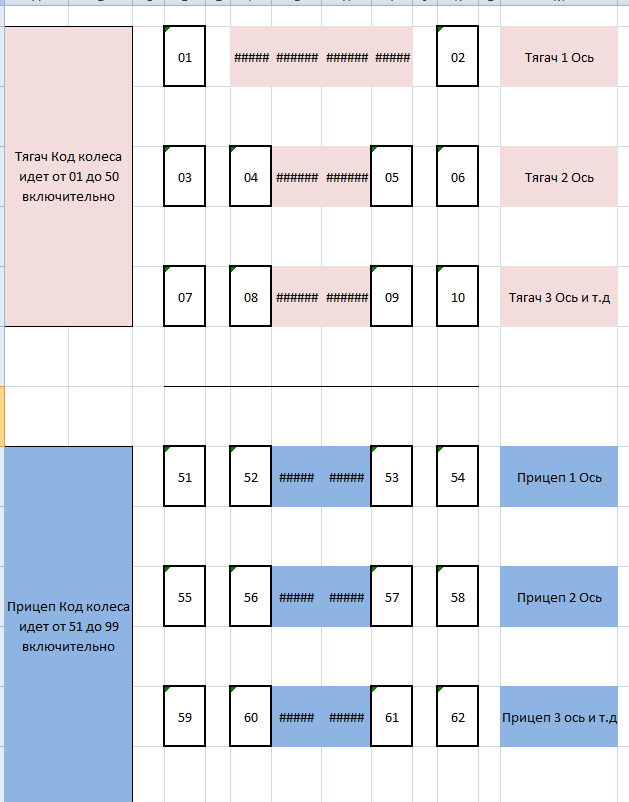 01 ##### ###### ###### ##### 02 Тягач 1 Ось
Тягач Код колеса
идет от 01 до 50
включительно
03 04 ###### ###### 05 06 Тягач 2 Ось
07 08 ###### ###### 09 10 Тягач 3 Ось и т.д
51 52 ##### ##### 53 54 Прицеп 1 Ось
55 56 ##### ##### 57 58 Прицеп 2 Ось
Прицеп Код колеса
идет от 51 до 99
включительно
59 60 ##### ##### 61 62 Прицеп 3 ось и т.д